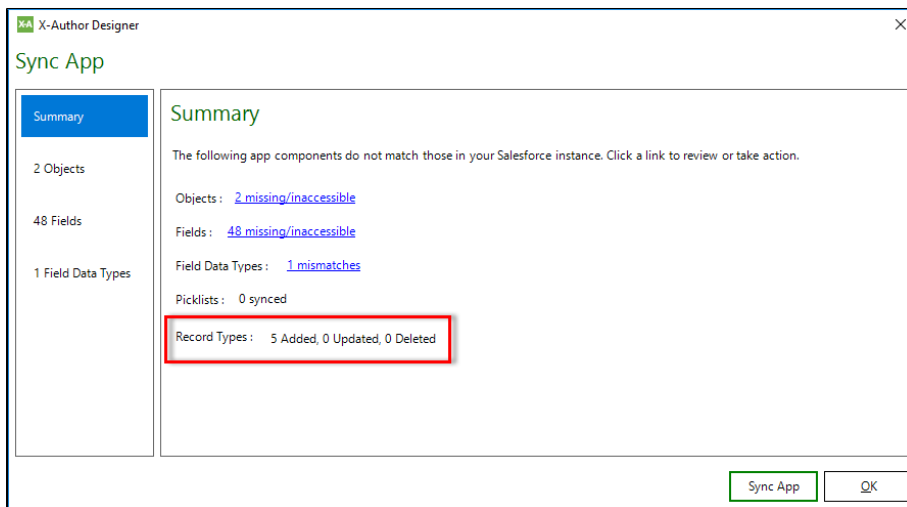 X-A X-Author Designer
Sync App
Summary
2 Objects
48 Fields
1 Field Data Types
Summary
The following app components do not match those in your Salesforce instance. Click a link to review or take action.
Objects : 2 missing/inaccessible
Fields : 48 missing/inaccessible
Field Data Types : 1 mismatches
Picklists : 0 synced
Record Types : 5 Added, 0 Updated, 0 Deleted
Sync App OK